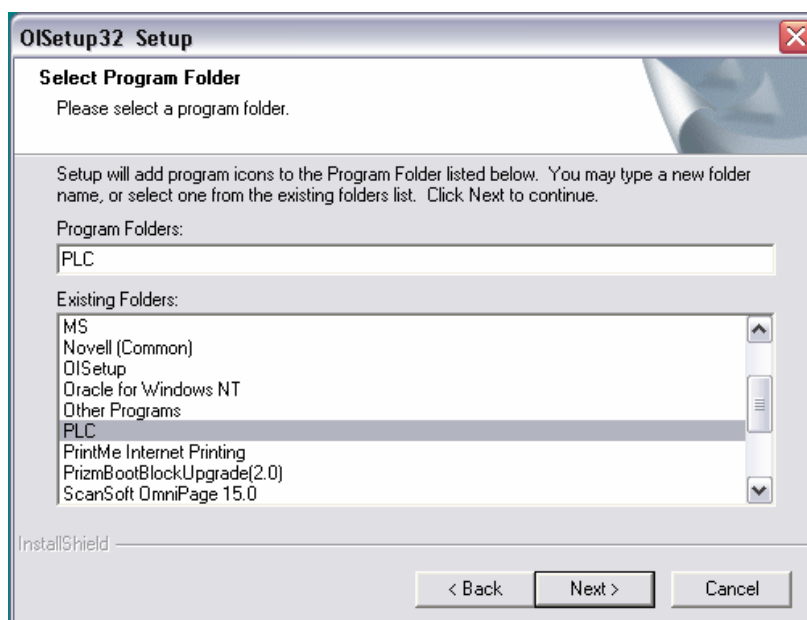 OISetup32 Setup
Select Program Folder
Please select a program folder.
Setup will add program icons to the Program Folder listed below. You may type a new folder
name, or select one from the existing folders list. Click Next to continue.
Program Folders:
PLC
Existing Folders:
MS
Novell (Common)
OISetup
Oracle for Windows NT
Other Programs
PLC
PrintMe Internet Printing
PrizmBootBlockUpgrade(2.0)
ScanSoft OmniPage 15.0
InstallShield
< Back
Next >
Cancel